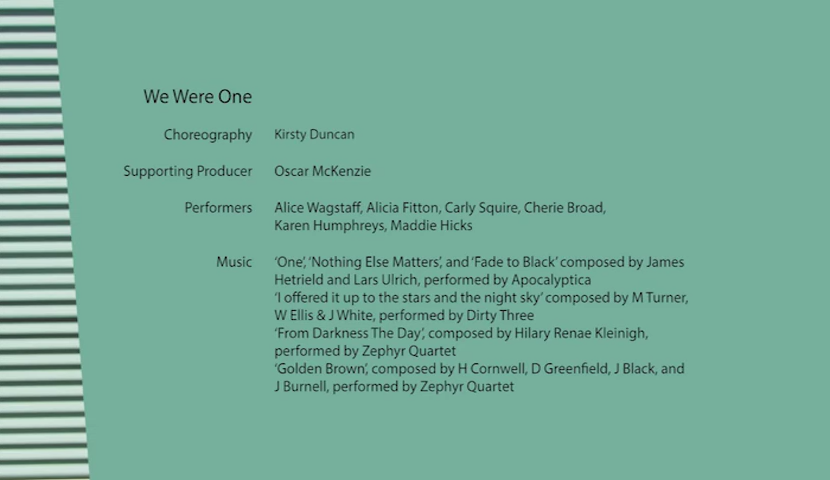 We Were One
Choreography Kirsty Duncan
Supporting Producer Oscar McKenzie
Performers Alice Wagstaff, Alicia Fitton, Carly Squire, Cherie Broad,
Karen Humphreys, Maddie Hicks
Music ‘One’, ‘Nothing Else Matters’, and ‘Fade to Black’ composed by James
Hetrield and Lars Ulrich, performed by Apocalyptica
‘I offered it up to the stars and the night sky’ composed by M Turner,
W Ellis & J White, performed by Dirty Three
‘From Darkness The Day’, composed by Hilary Renae Kleinigh,
performed by Zephyr Quartet
‘Golden Brown’, composed by H Cornwell, D Greenfield, J Black, and
J Burnell, performed by Zephyr Quartet